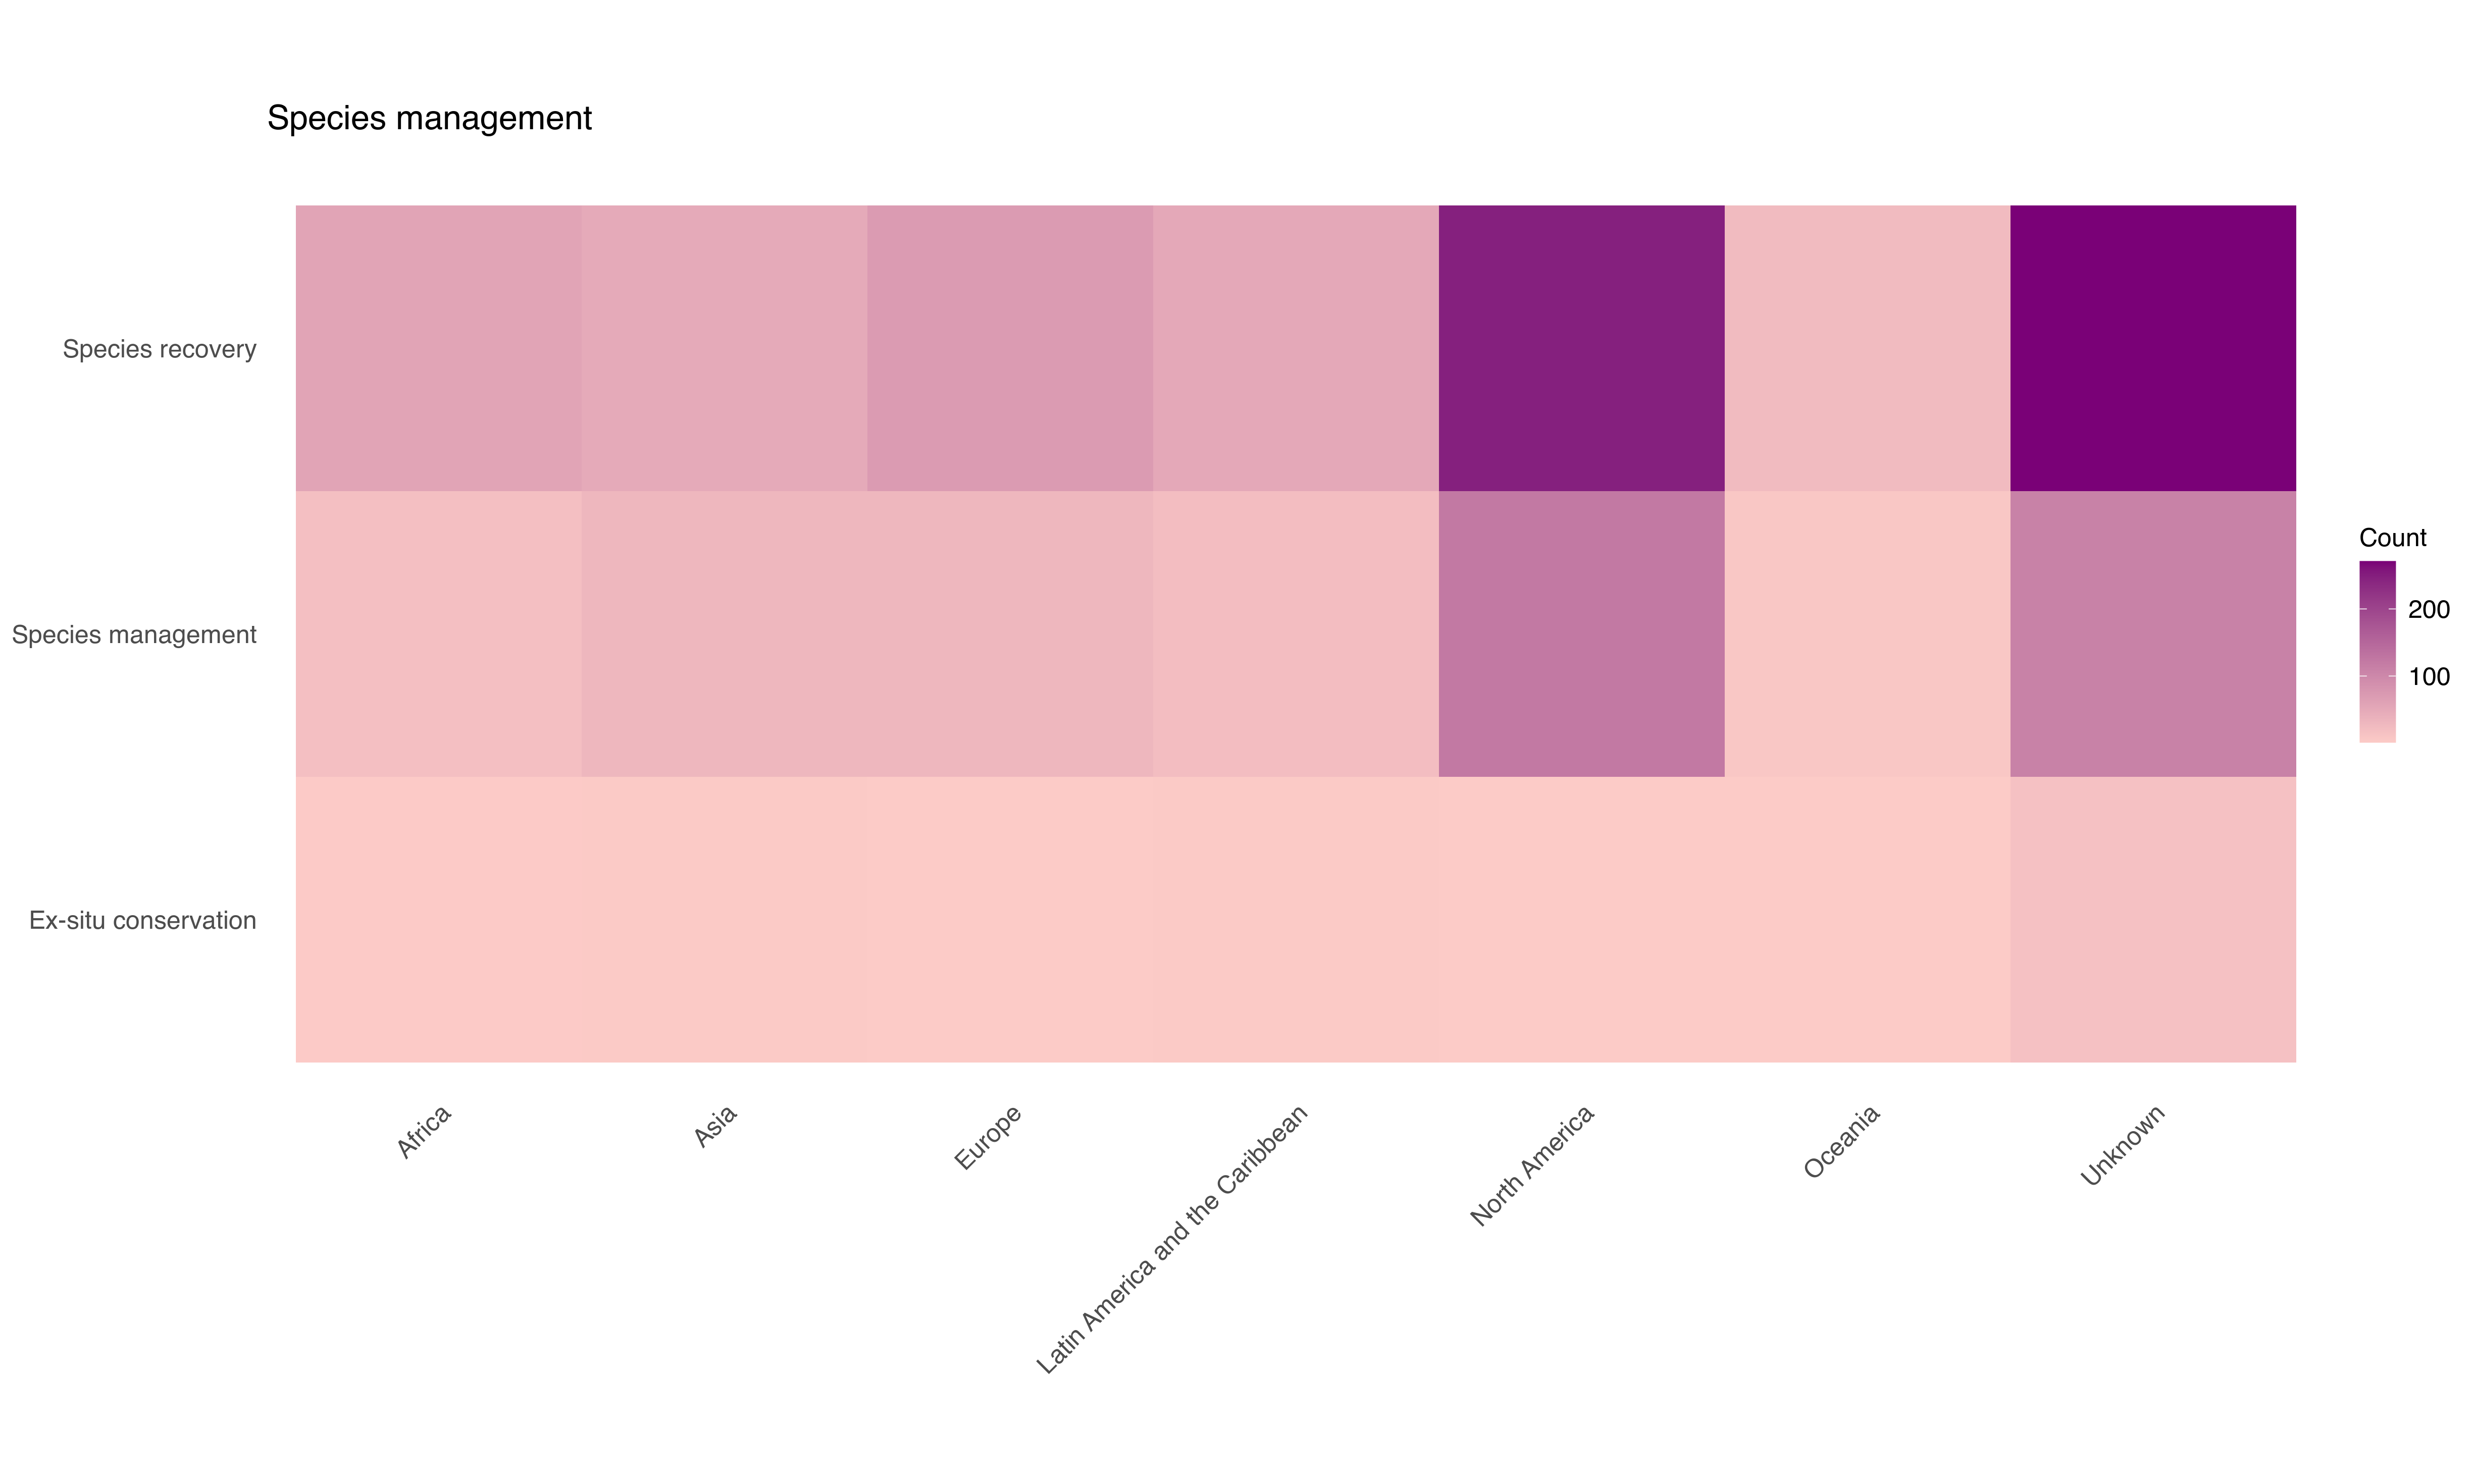 Species management
Species recovery
Species management
Ex-situ conservation
Africa
Asia
Europe
Latin America and the Caribbean
North America
Oceania
Unknown
Count
200
100